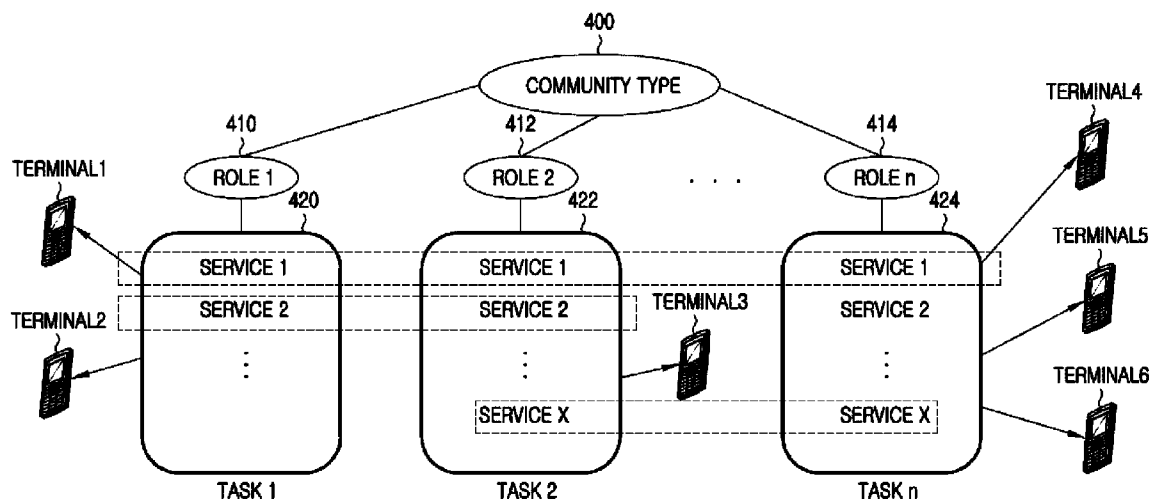 400
COMMUNITY TYPE
410
412
414
TERMINAL4
TERMINAL1
ROLE 1
ROLE 2
. . .
ROLE n
420
422
424
TERMINAL5
SERVICE 1
SERVICE 1
SERVICE 1
TERMINAL2
SERVICE 2
SERVICE 2
TERMINAL3
SERVICE 2
TERMINAL6
SERVICE X
SERVICE X
TASK 1
TASK 2
TASK n